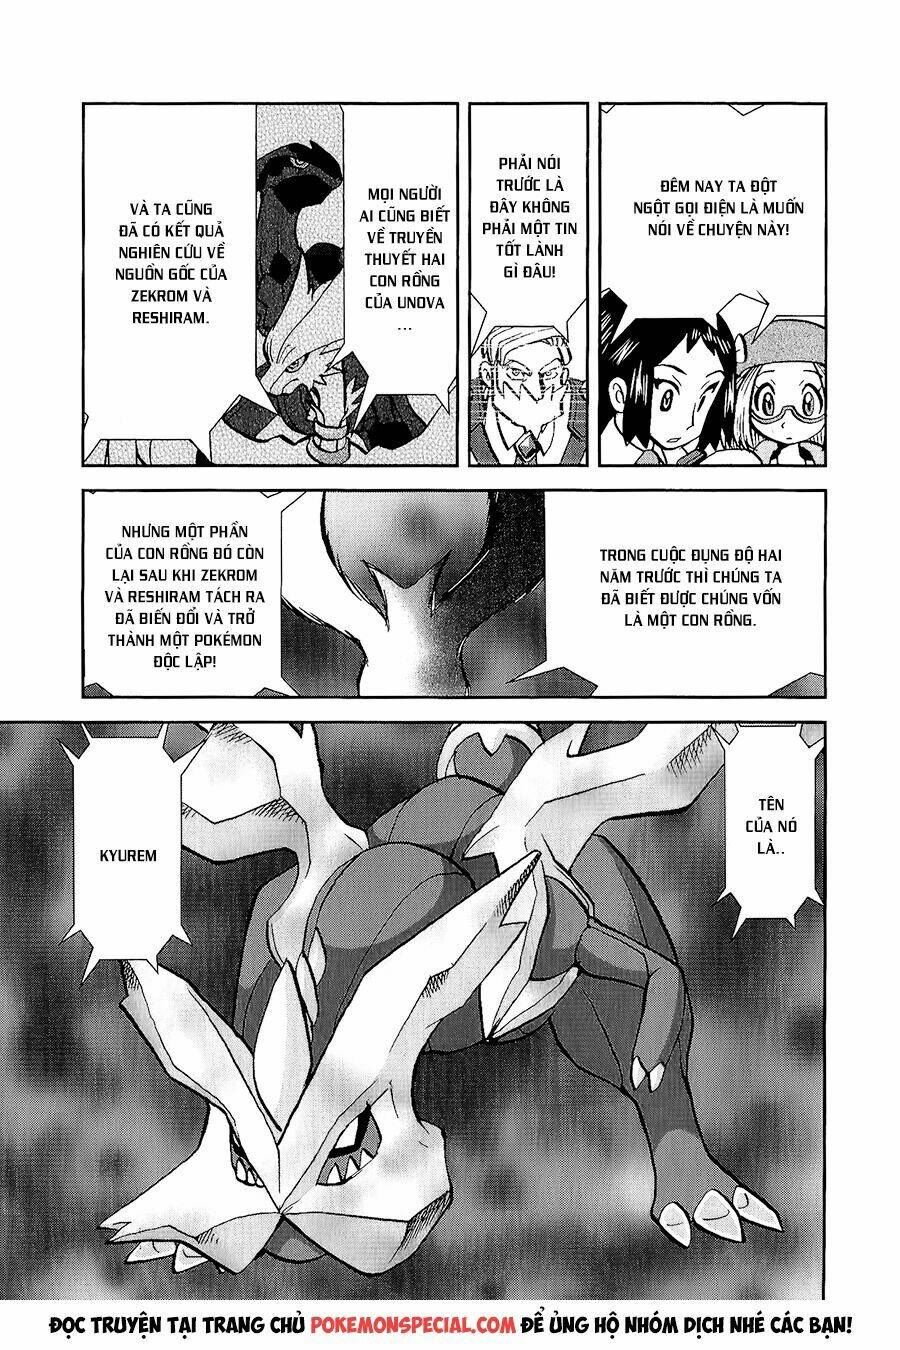 ĐÊM NAY TA ĐỘT
NGỘT GỌI ĐIỆN LÀ MUỐN
NÓI VỀ CHUYỆN NÀY!
PHẢI NÓI
TRƯỚC LÀ
ĐÂY KHÔNG
PHẢI MỘT TIN
TỐT LÀNH
GÌ ĐÂU!
MỌI NGƯỜI
AI CŨNG BIẾT
VỀ TRUYỀN
THUYẾT HAI
CON RỒNG
CỦA UNOVA
...
VÀ TA CŨNG
ĐÃ CÓ KẾT QUẢ
NGHIÊN CỨU VỀ
NGUỒN GỐC CỦA
ZEKROM VÀ
RESHIRAM.
TRONG CUỘC ĐỤNG ĐỘ HAI
NĂM TRƯỚC THÌ CHÚNG TA
ĐÃ BIẾT ĐƯỢC CHÚNG VỐN
LÀ MỘT CON RỒNG.
NHƯNG MỘT PHẦN
CỦA CON RỒNG ĐÓ CÒN
LẠI SAU KHI ZEKROM
VÀ RESHIRAM TÁCH RA
ĐÃ BIẾN ĐỔI VÀ TRỞ
THÀNH MỘT POKÉMON
ĐỘC LẬP!
TÊN
CỦA NÓ
LÀ..
KYUREM
ĐỌC TRUYỆN TẠI TRANG CHỦ POKEMONSPECIAL.COM ĐỂ ỦNG HỘ NHÓM DỊCH NHÉ CÁC BẠN!